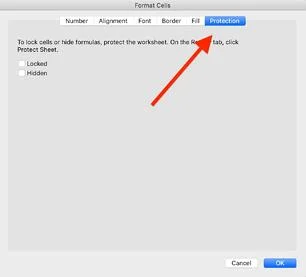 Format Cells
Number Alignment Font Border Fill Protection
To lock cells or hide formulas, protect the worksheet. On the Re tab, click
Protect Sheet.
Locked
Hidden
Cancel OK